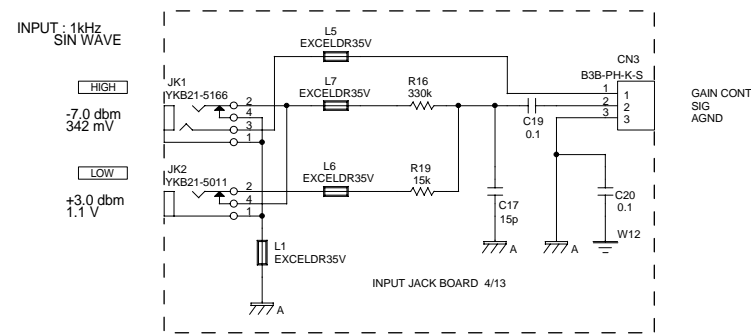 INPUT : 1kHz
SIN WAVE
HIGH
-7.0 dbm
342 mV
LOW
+3.0 dbm
1.1 V
JK1
YKB21-5166
2
4
3
1
JK2
YKB21-5011
2
4
1
L5
EXCELDR35V
L7
EXCELDR35V
R16
330k
L6
EXCELDR35V
R19
15k
L1
EXCELDR35V
A
C17
15p
A
C19
0.1
CN3
B3B-PH-K-S
1 1
2 2
3 3
GAIN CONT
SIG
AGND
C20
0.1
W12
A
INPUT JACK BOARD 4/13